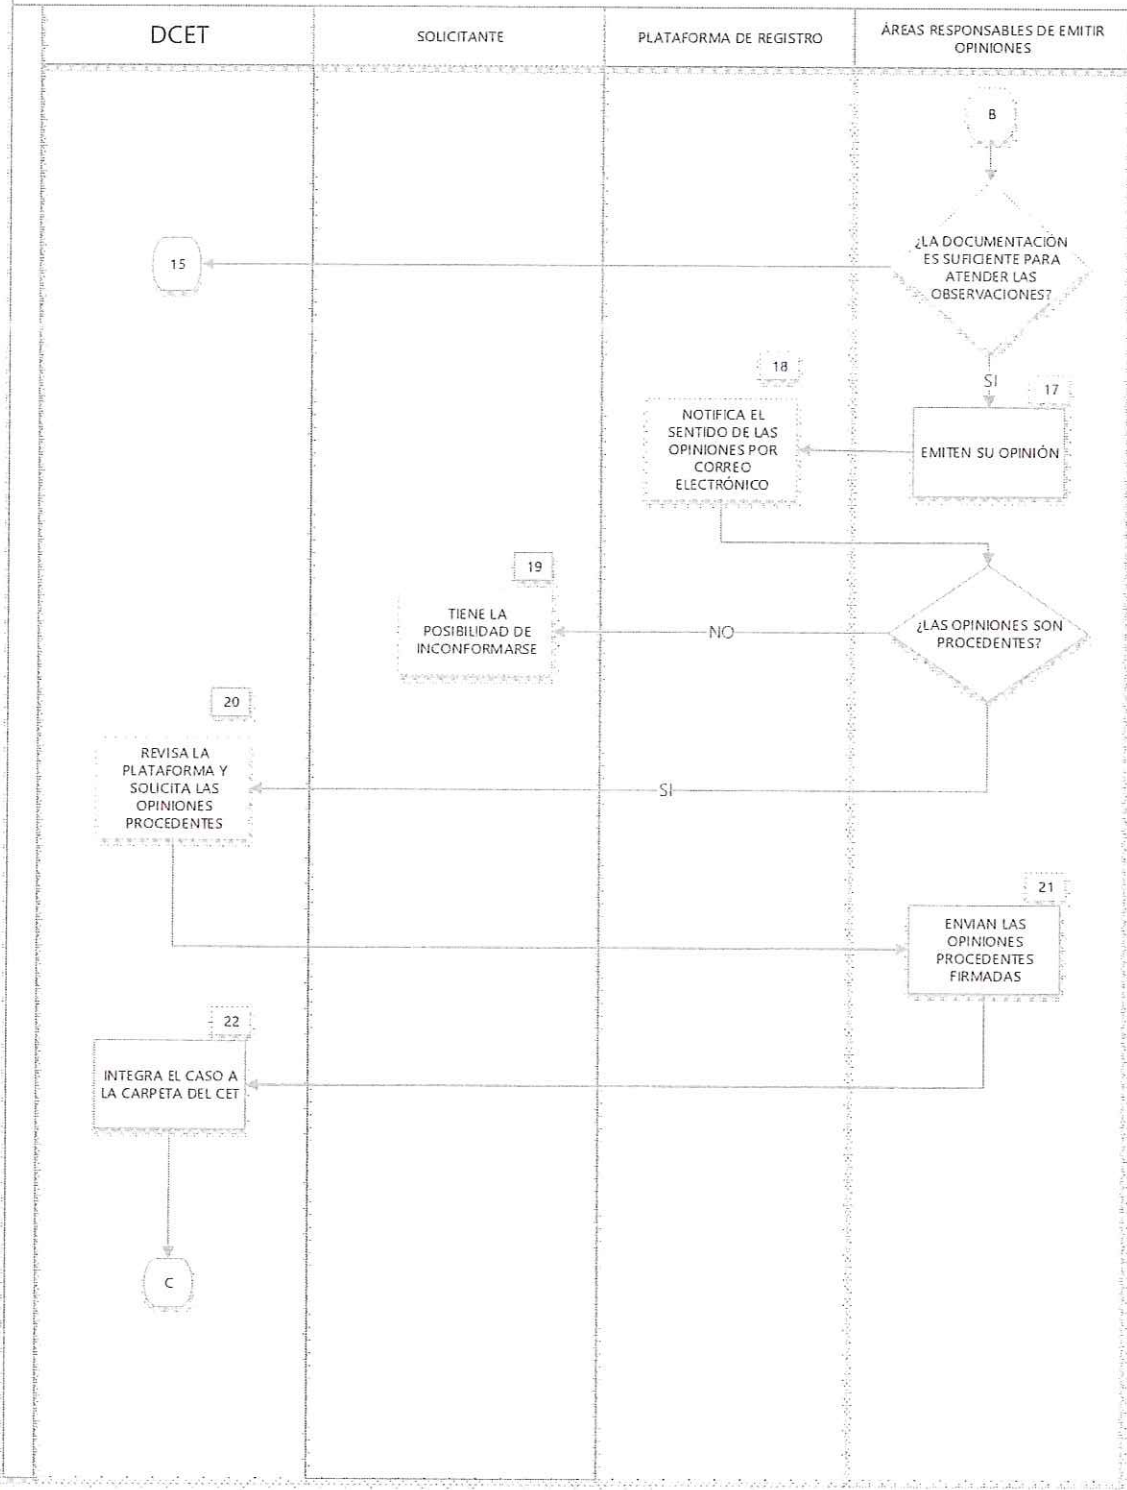 DCET
SOLICITANTE
PLATAFORMA DE REGISTRO
ÁREAS RESPONSABLES DE EMITIR
OPINIONES
B
¿LA DOCUMENTACIÓN
ES SUFICIENTE PARA
ATENDER LAS
OBSERVACIONES?
15
SI
17
EMITEN SU OPINIÓN
18
NOTIFICA EL
SENTIDO DE LAS
OPINIONES POR
CORREO
ELECTRÓNICO
¿LAS OPINIONES SON
PROCEDENTES?
NO
19
TIENE LA
POSIBILIDAD DE
INCONFORMARSE
SI
20
REVISA LA
PLATAFORMA Y
SOLICITA LAS
OPINIONES
PROCEDENTES
21
ENVIAN LAS
OPINIONES
PROCEDENTES
FIRMADAS
22
INTEGRA EL CASO A
LA CARPETA DEL CET
C